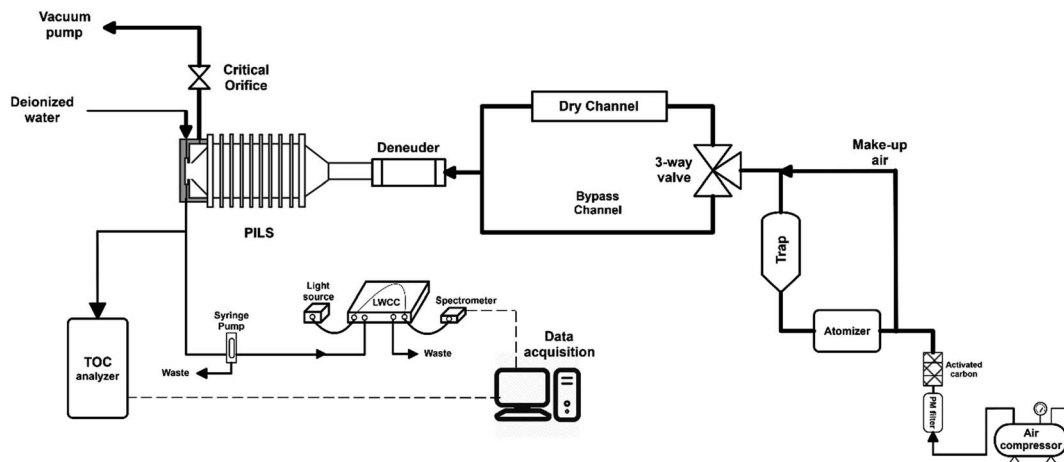 Vacuum
pump
Critical
Orifice
Deionized
water
Deneuder
PILS
Dry Channel
3-way
valve
Bypass
Channel
Make-up
air
Trap
Atomizer
Activated
carbon
PM filter
Air
compressor
Light
source
LWCC
Spectrometer
Syringe
Pump
Waste
Waste
Data
acquisition
TOC
analyzer